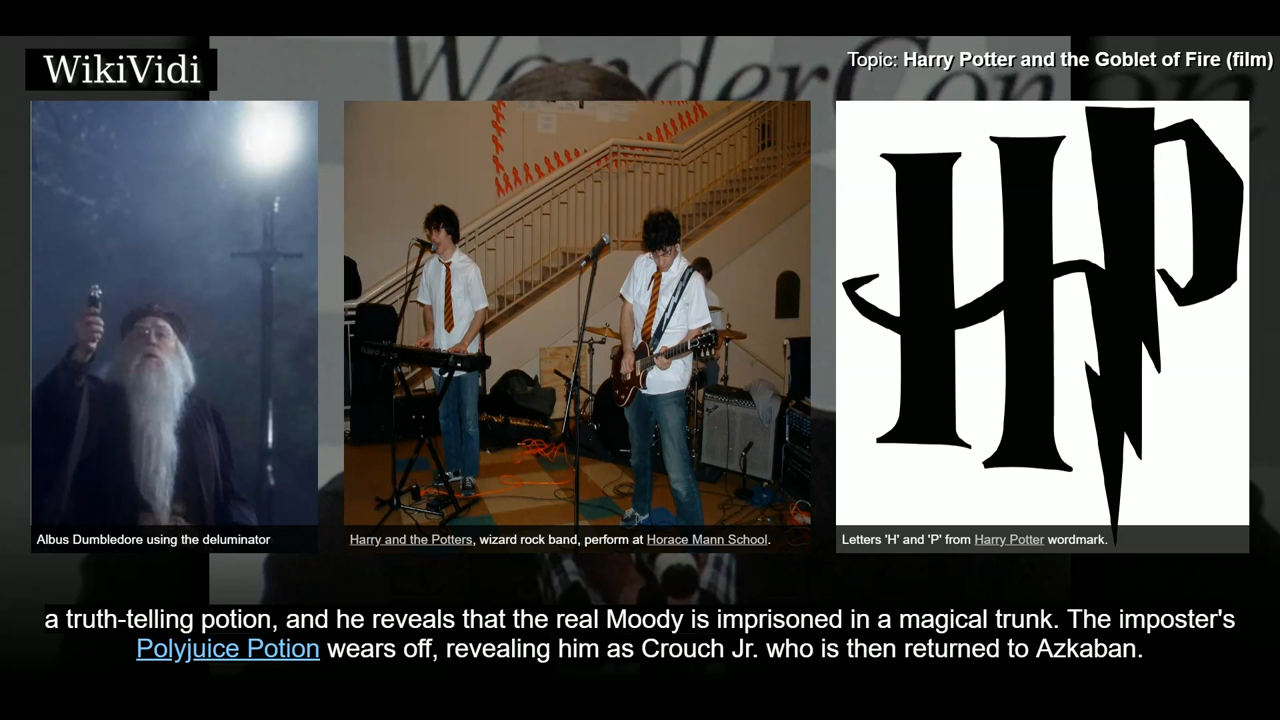 WonderCon
WikiVidi
Topic: Harry Potter and the Goblet of Fire (film)
HP
Albus Dumbledore using the deluminator
Harry and the Potters, wizard rock band, perform at Horace Mann School.
Letters 'H' and 'P' from Harry Potter wordmark.
a truth-telling potion, and he reveals that the real Moody is imprisoned in a magical trunk. The imposter's
Polyjuice Potion wears off, revealing him as Crouch Jr. who is then returned to Azkaban.